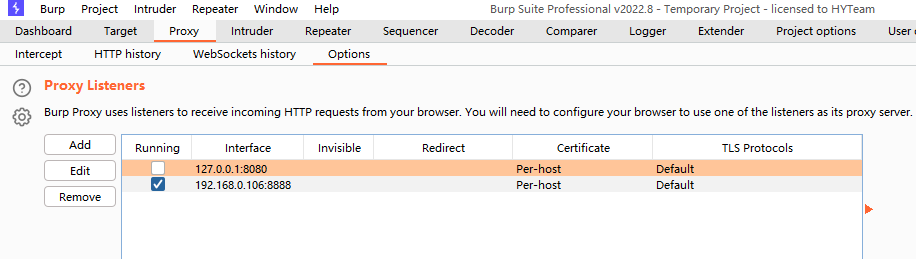 Burp Project Intruder Repeater Window Help Burp Suite Professional v2022.8 - Temporary Project - licensed to HYTeam
Dashboard Target Proxy Intruder Repeater Sequencer Decoder Comparer Logger Extender Project options User o
Intercept HTTP history WebSockets history Options
Proxy Listeners
Burp Proxy uses listeners to receive incoming HTTP requests from your browser. You will need to configure your browser to use one of the listeners as its proxy server.
Add
Edit
Remove
Running Interface Invisible Redirect Certificate TLS Protocols
127.0.0.1:8080 Per-host Default
192.168.0.106:8888 Per-host Default